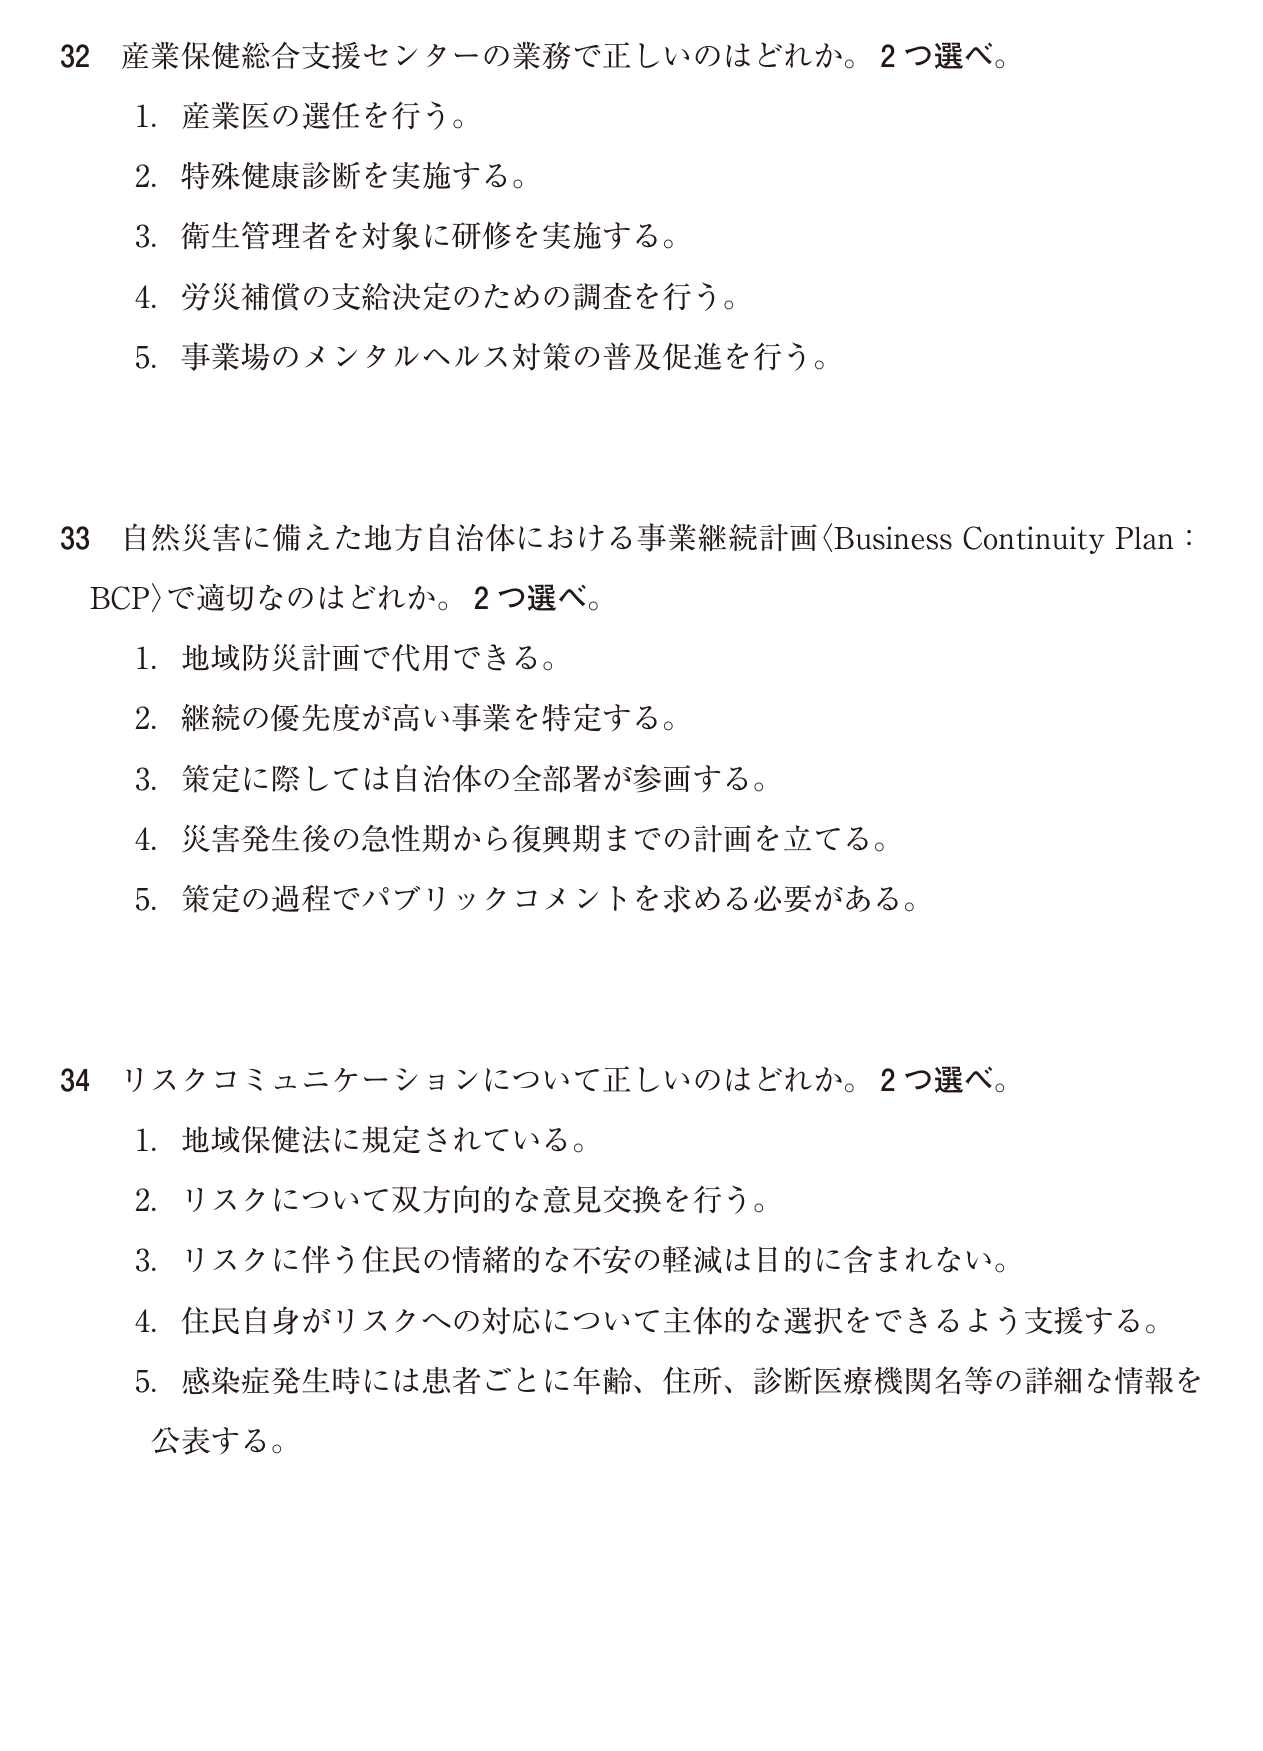 32 産業保健総合支援センターの業務で正しいのはどれか。2つ選べ。
1. 産業医の選任を行う。
2. 特殊健康診断を実施する。
3. 衛生管理者を対象に研修を実施する。
4. 労災補償の支給決定のための調査を行う。
5. 事業場のメンタルヘルス対策の普及促進を行う。
33 自然災害に備えた地方自治体における事業継続計画〈Business Continuity Plan：
BCP〉で適切なのはどれか。2つ選べ。
1. 地域防災計画で代用できる。
2. 継続の優先度が高い事業を特定する。
3. 策定に際しては自治体の全部署が参画する。
4. 災害発生後の急性期から復興期までの計画を立てる。
5. 策定の過程でパブリックコメントを求める必要がある。
34 リスクコミュニケーションについて正しいのはどれか。2つ選べ。
1. 地域保健法に規定されている。
2. リスクについて双方向的な意見交換を行う。
3. リスクに伴う住民の情緒的な不安の軽減は目的に含まれない。
4. 住民自身がリスクへの対応について主体的な選択をできるよう支援する。
5. 感染症発生時には患者ごとに年齢、住所、診断医療機関名等の詳細な情報を
公表する。